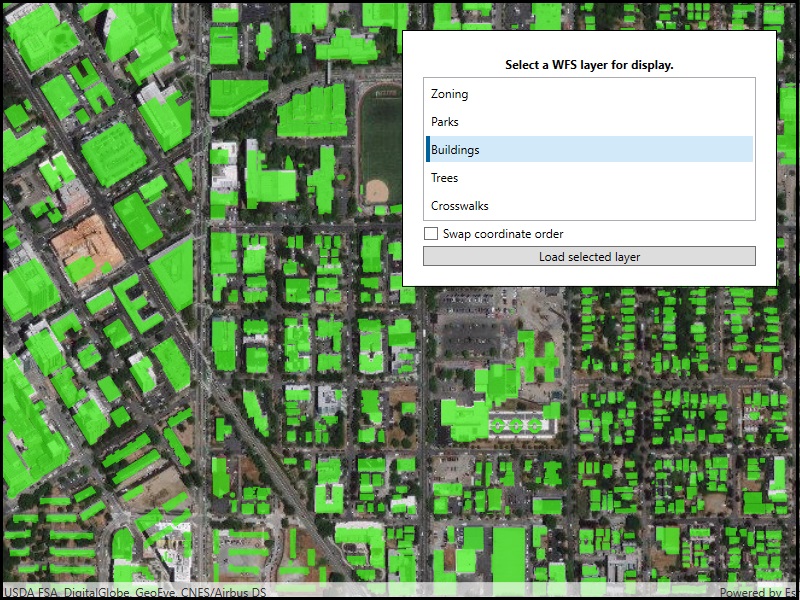 Select a WFS layer for display.
Zoning
Parks
Buildings
Trees
Crosswalks
Swap coordinate order
Load selected layer
USDA FSA, DigitalGlobe, GeoEye, CNES/Airbus DS
Powered by Es